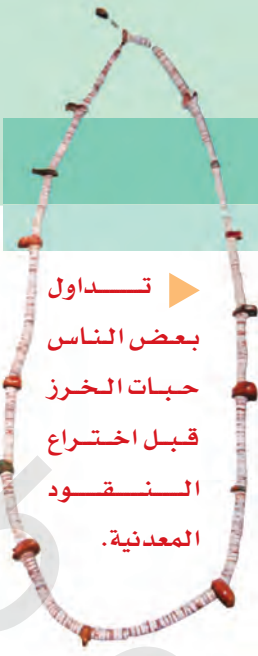 تداول
بعض الناس
حبات الخرز
قبل اختراع
النقود
المعدنية.